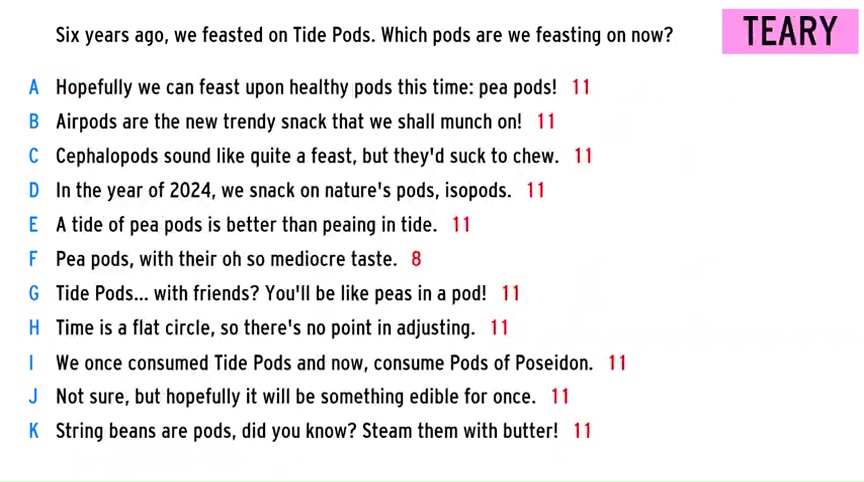 Six years ago, we feasted on Tide Pods. Which pods are we feasting on now?
TEARY
A Hopefully we can feast upon healthy pods this time: pea pods! 11
B Airpods are the new trendy snack that we shall munch on! 11
C Cephalopods sound like quite a feast, but they'd suck to chew. 11
D In the year of 2024, we snack on nature's pods, isopods. 11
E A tide of pea pods is better than peaing in tide. 11
F Pea pods, with their oh so mediocre taste. 8
G Tide Pods... with friends? You'll be like peas in a pod! 11
H Time is a flat circle, so there's no point in adjusting. 11
I We once consumed Tide Pods and now, consume Pods of Poseidon. 11
J Not sure, but hopefully it will be something edible for once. 11
K String beans are pods, did you know? Steam them with butter! 11